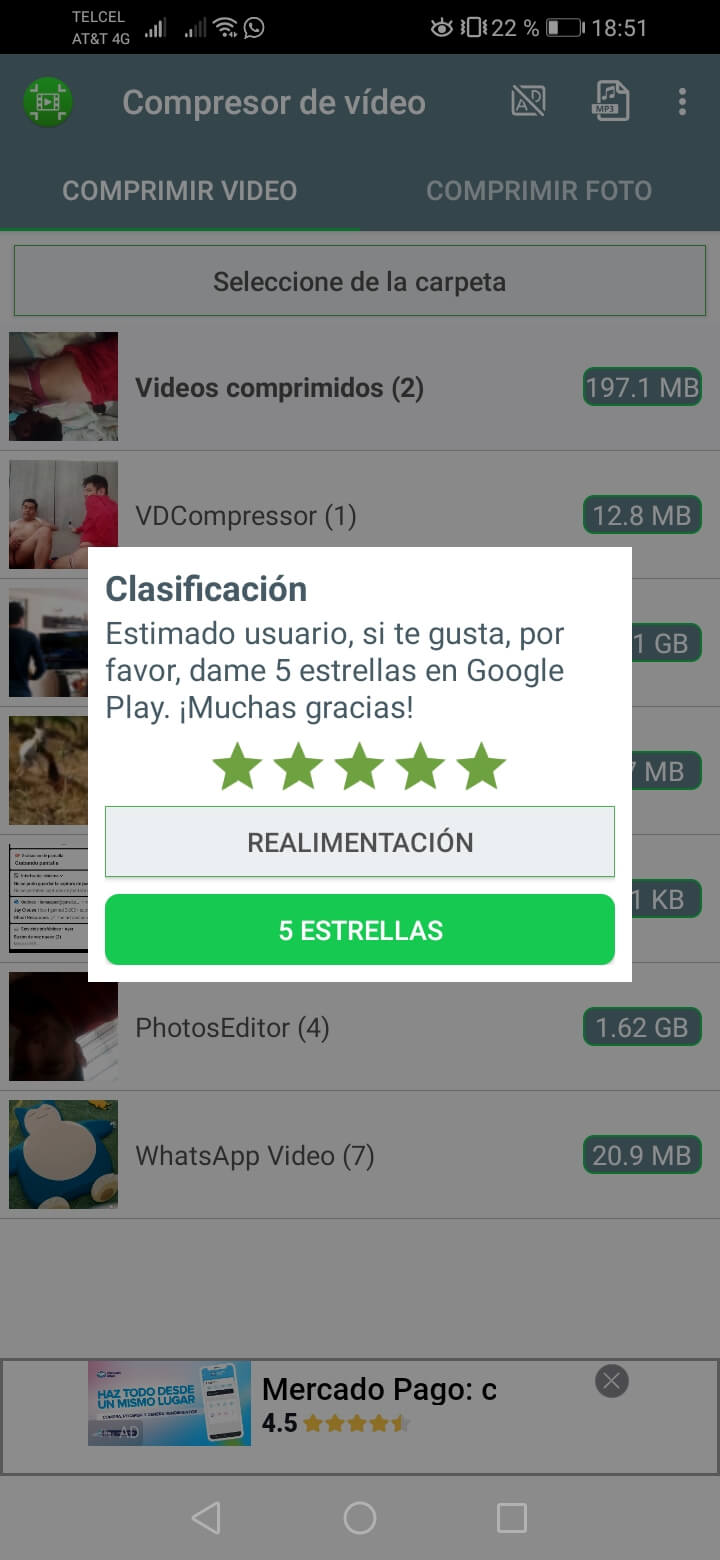 TELCEL
AT&T 4G
22 %
18:51
Compresor de vídeo
AD
MP3
COMPRIMIR VIDEO
COMPRIMIR FOTO
Seleccione de la carpeta
Videos comprimidos (2)
197.1 MB
VDCompressor (1)
12.8 MB
Clasificación
Estimado usuario, si te gusta, por
favor, dame 5 estrellas en Google
Play. ¡Muchas gracias!
1 GB
MB
1 KB
REALIMENTACIÓN
5 ESTRELLAS
PhotosEditor (4)
1.62 GB
WhatsApp Video (7)
20.9 MB
HAZ TODO DESDE
UN MISMO LUGAR
AD
Mercado Pago: c
4.5